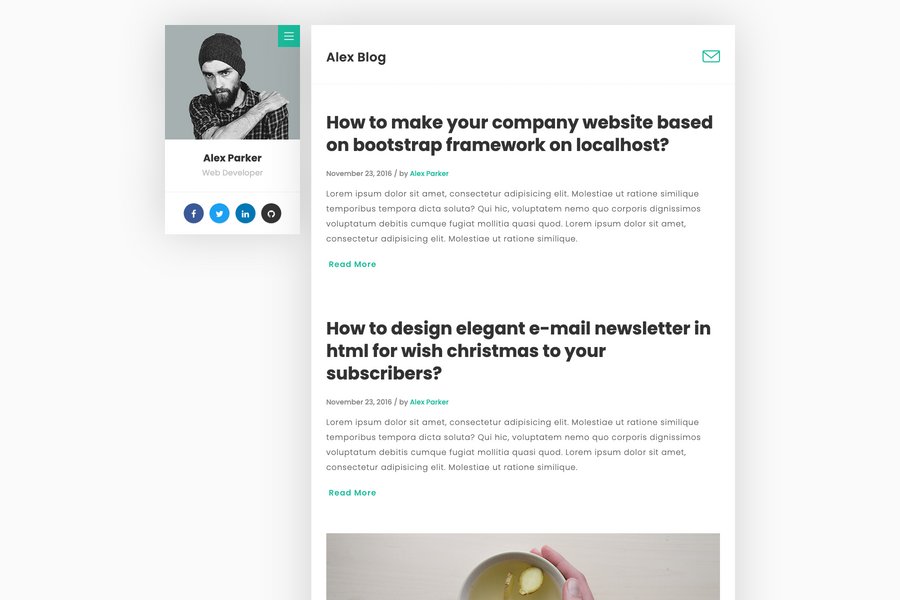 Alex Parker
Web Developer
Alex Blog
How to make your company website based
on bootstrap framework on localhost?
November 23, 2016 / by Alex Parker
Lorem ipsum dolor sit amet, consectetur adipisicing elit. Molestiae ut ratione similique
temporibus tempora dicta soluta? Qui hic, voluptatem nemo quo corporis dignissimos
voluptatum debitis cumque fugiat mollitia quasi quod. Lorem ipsum dolor sit amet,
consectetur adipisicing elit. Molestiae ut ratione similique.
Read More
How to design elegant e-mail newsletter in
html for wish christmas to your
subscribers?
November 23, 2016 / by Alex Parker
Lorem ipsum dolor sit amet, consectetur adipisicing elit. Molestiae ut ratione similique
temporibus tempora dicta soluta? Qui hic, voluptatem nemo quo corporis dignissimos
voluptatum debitis cumque fugiat mollitia quasi quod. Lorem ipsum dolor sit amet,
consectetur adipisicing elit. Molestiae ut ratione similique.
Read More